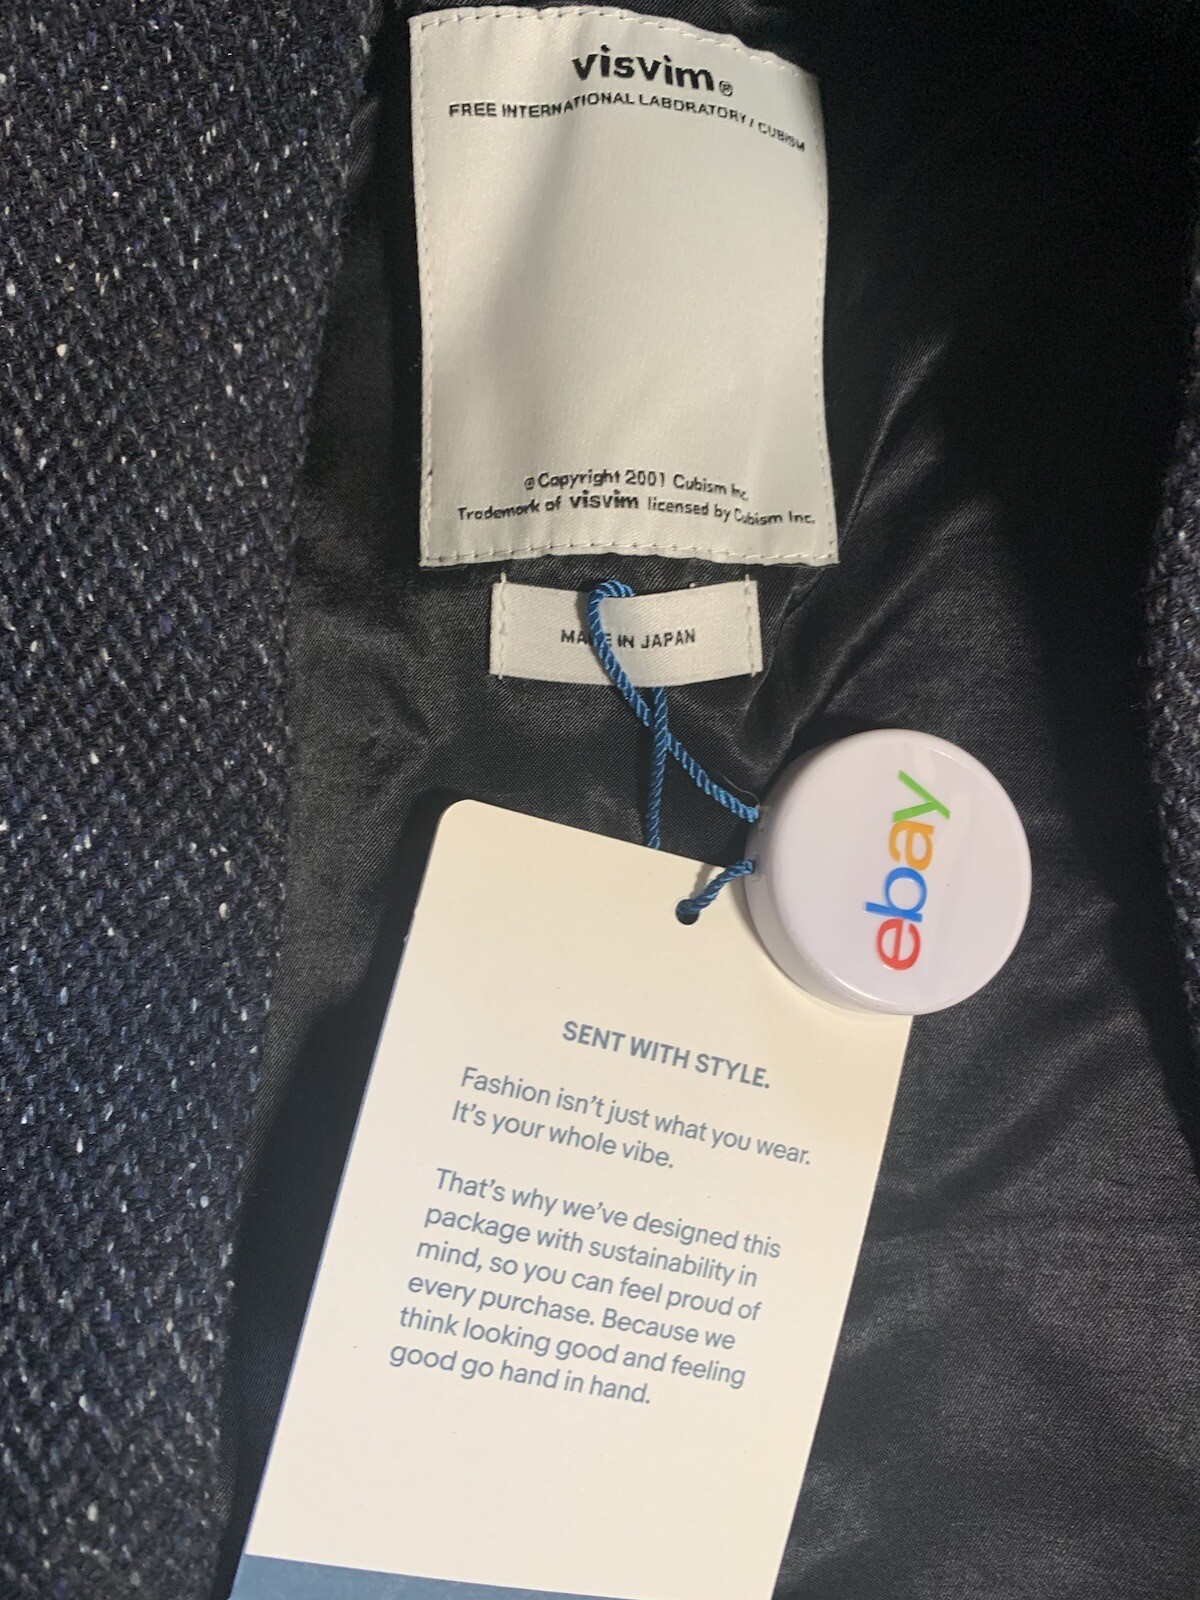 visvim®
FREE INTERNATIONAL LABORATORY / CUBISM
© Copyright 2001 Cubism Inc.
Trademark of visvim licensed by Cubism Inc.
MADE IN JAPAN
ebay
SENT WITH STYLE.
Fashion isn't just what you wear.
It's your whole vibe.
That's why we've designed this
package with sustainability in
mind, so you can feel proud of
every purchase. Because we
think looking good and feeling
good go hand in hand.